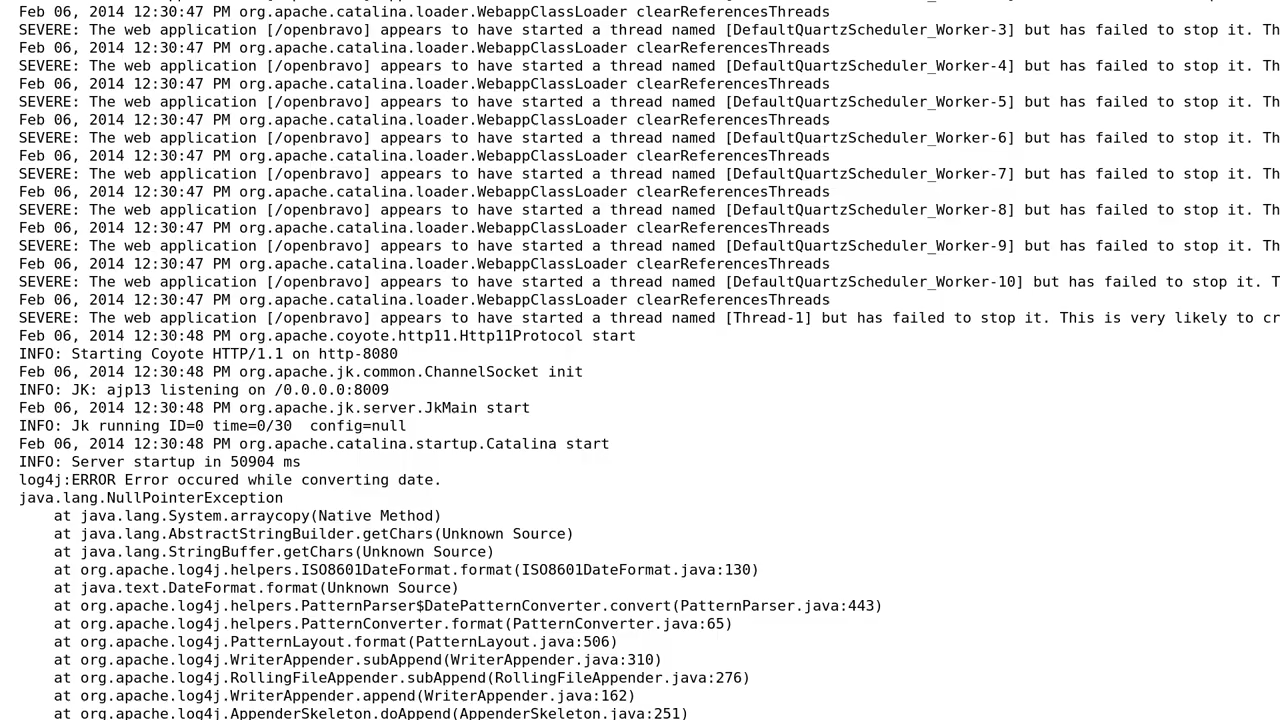 Feb 06, 2014 12:30:47 PM org.apache.catalina.loader.WebappClassLoader clearReferencesThreads
SEVERE: The web application [/openbravo] appears to have started a thread named [DefaultQuartzScheduler_Worker-3] but has failed to stop it. Th
Feb 06, 2014 12:30:47 PM org.apache.catalina.loader.WebappClassLoader clearReferencesThreads
SEVERE: The web application [/openbravo] appears to have started a thread named [DefaultQuartzScheduler_Worker-4] but has failed to stop it. Th
Feb 06, 2014 12:30:47 PM org.apache.catalina.loader.WebappClassLoader clearReferencesThreads
SEVERE: The web application [/openbravo] appears to have started a thread named [DefaultQuartzScheduler_Worker-5] but has failed to stop it. Th
Feb 06, 2014 12:30:47 PM org.apache.catalina.loader.WebappClassLoader clearReferencesThreads
SEVERE: The web application [/openbravo] appears to have started a thread named [DefaultQuartzScheduler_Worker-6] but has failed to stop it. Th
Feb 06, 2014 12:30:47 PM org.apache.catalina.loader.WebappClassLoader clearReferencesThreads
SEVERE: The web application [/openbravo] appears to have started a thread named [DefaultQuartzScheduler_Worker-7] but has failed to stop it. Th
Feb 06, 2014 12:30:47 PM org.apache.catalina.loader.WebappClassLoader clearReferencesThreads
SEVERE: The web application [/openbravo] appears to have started a thread named [DefaultQuartzScheduler_Worker-8] but has failed to stop it. Th
Feb 06, 2014 12:30:47 PM org.apache.catalina.loader.WebappClassLoader clearReferencesThreads
SEVERE: The web application [/openbravo] appears to have started a thread named [DefaultQuartzScheduler_Worker-9] but has failed to stop it. Th
Feb 06, 2014 12:30:47 PM org.apache.catalina.loader.WebappClassLoader clearReferencesThreads
SEVERE: The web application [/openbravo] appears to have started a thread named [DefaultQuartzScheduler_Worker-10] but has failed to stop it. T
Feb 06, 2014 12:30:47 PM org.apache.catalina.loader.WebappClassLoader clearReferencesThreads
SEVERE: The web application [/openbravo] appears to have started a thread named [Thread-1] but has failed to stop it. This is very likely to cr
Feb 06, 2014 12:30:48 PM org.apache.coyote.http11.Http11Protocol start
INFO: Starting Coyote HTTP/1.1 on http-8080
Feb 06, 2014 12:30:48 PM org.apache.jk.common.ChannelSocket init
INFO: JK: ajp13 listening on /0.0.0.0:8009
Feb 06, 2014 12:30:48 PM org.apache.jk.server.JkMain start
INFO: Jk running ID=0 time=0/30  config=null
Feb 06, 2014 12:30:48 PM org.apache.catalina.startup.Catalina start
INFO: Server startup in 50904 ms
log4j:ERROR Error occured while converting date.
java.lang.NullPointerException
    at java.lang.System.arraycopy(Native Method)
    at java.lang.AbstractStringBuilder.getChars(Unknown Source)
    at java.lang.StringBuffer.getChars(Unknown Source)
    at org.apache.log4j.helpers.ISO8601DateFormat.format(ISO8601DateFormat.java:130)
    at java.text.DateFormat.format(Unknown Source)
    at org.apache.log4j.helpers.PatternParser$DatePatternConverter.convert(PatternParser.java:443)
    at org.apache.log4j.helpers.PatternConverter.format(PatternConverter.java:65)
    at org.apache.log4j.PatternLayout.format(PatternLayout.java:506)
    at org.apache.log4j.WriterAppender.subAppend(WriterAppender.java:310)
    at org.apache.log4j.RollingFileAppender.subAppend(RollingFileAppender.java:276)
    at org.apache.log4j.WriterAppender.append(WriterAppender.java:162)
    at org.apache.log4j.AppenderSkeleton.doAppend(AppenderSkeleton.java:251)